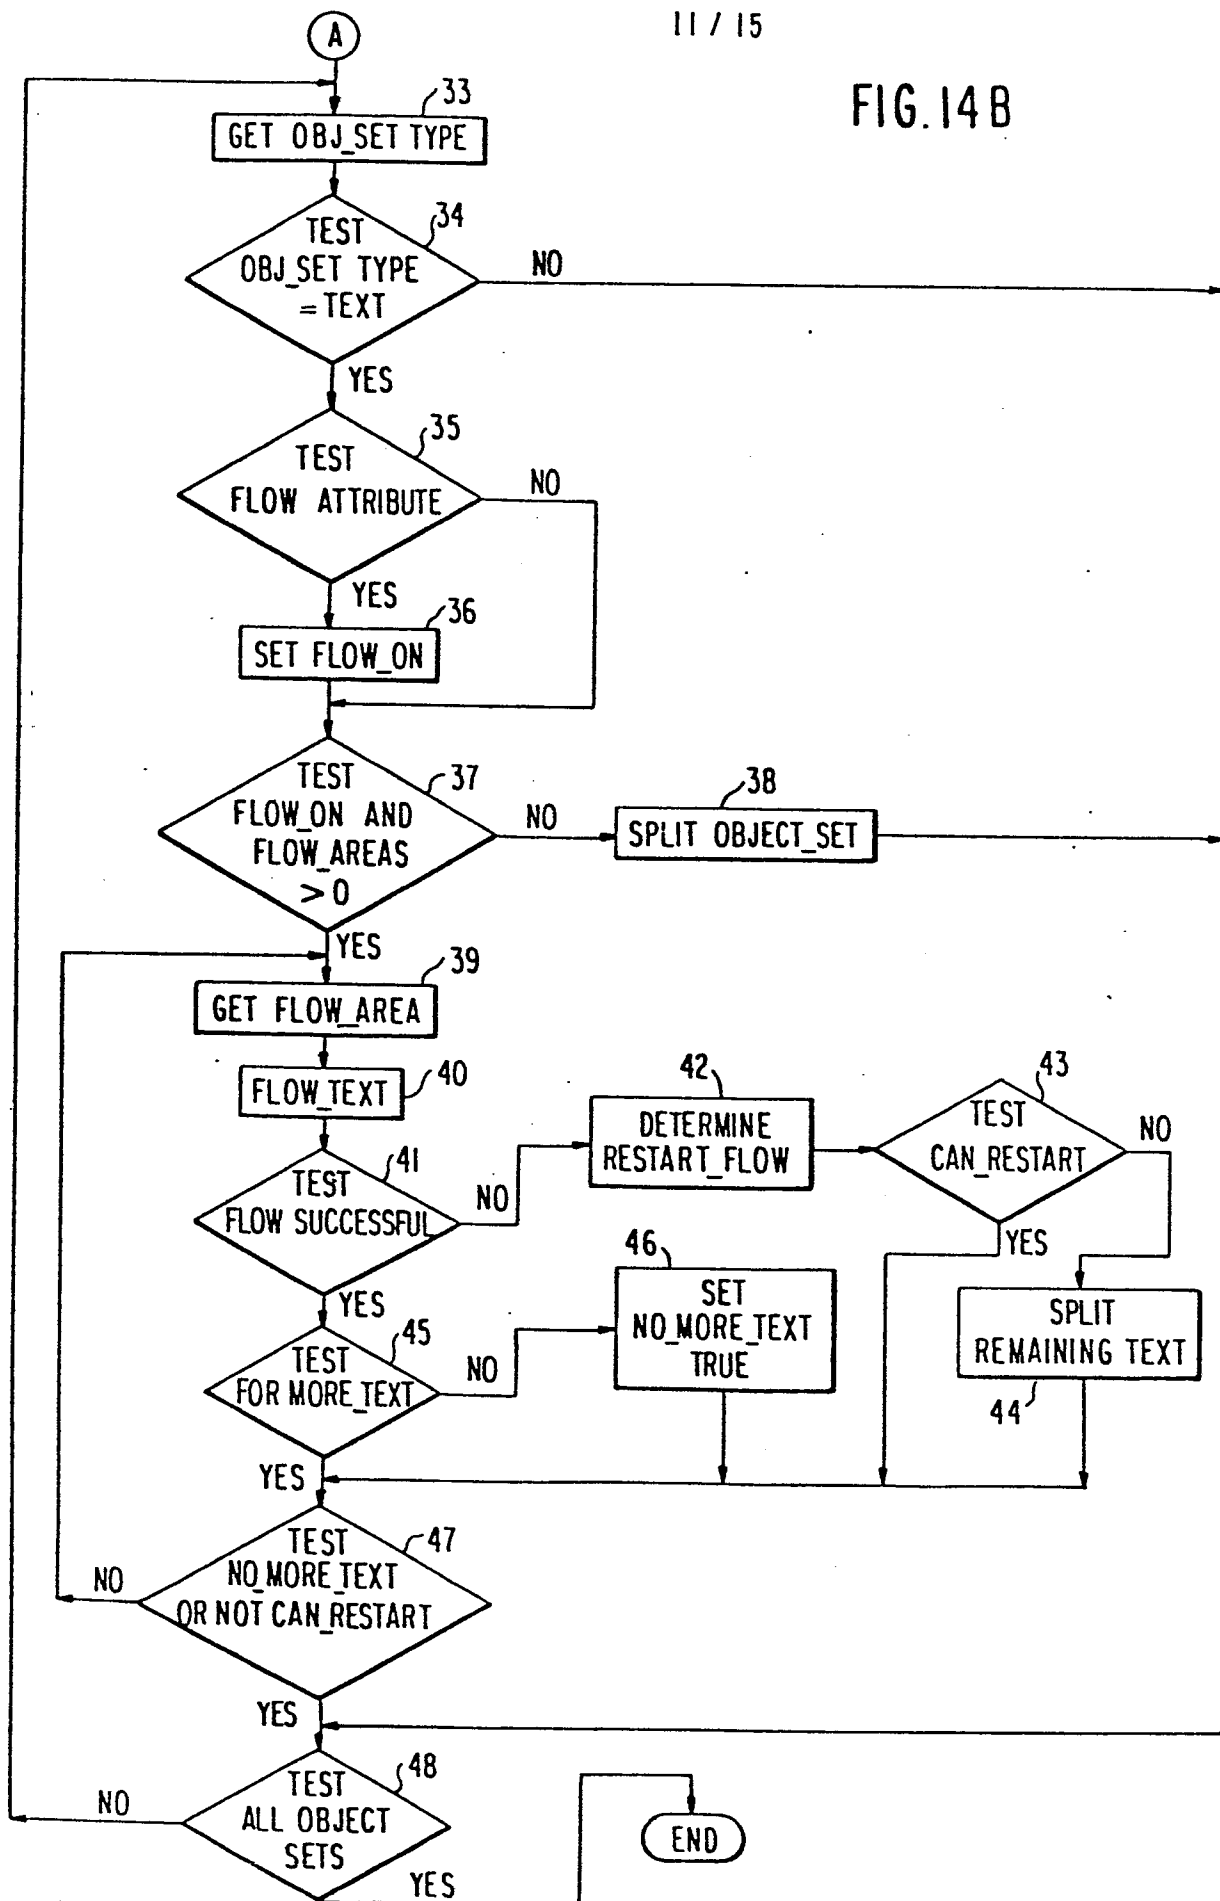 11 / 15
A
FIG. 14B
33
GET OBJ_SET TYPE
34
TEST
OBJ_SET TYPE
= TEXT
NO
YES
35
TEST
FLOW ATTRIBUTE
NO
YES
36
SET FLOW_ON
37
TEST
FLOW_ON AND
FLOW_AREAS
> 0
NO
38
SPLIT OBJECT_SET
YES
39
GET FLOW_AREA
40
FLOW_TEXT
41
TEST
FLOW SUCCESSFUL
NO
42
DETERMINE
RESTART_FLOW
43
TEST
CAN_RESTART
NO
YES
44
SPLIT
REMAINING TEXT
YES
45
TEST
FOR MORE_TEXT
NO
46
SET
NO_MORE_TEXT
TRUE
YES
47
TEST
NO_MORE_TEXT
OR NOT CAN_RESTART
NO
YES
48
TEST
ALL OBJECT
SETS
NO
YES
END